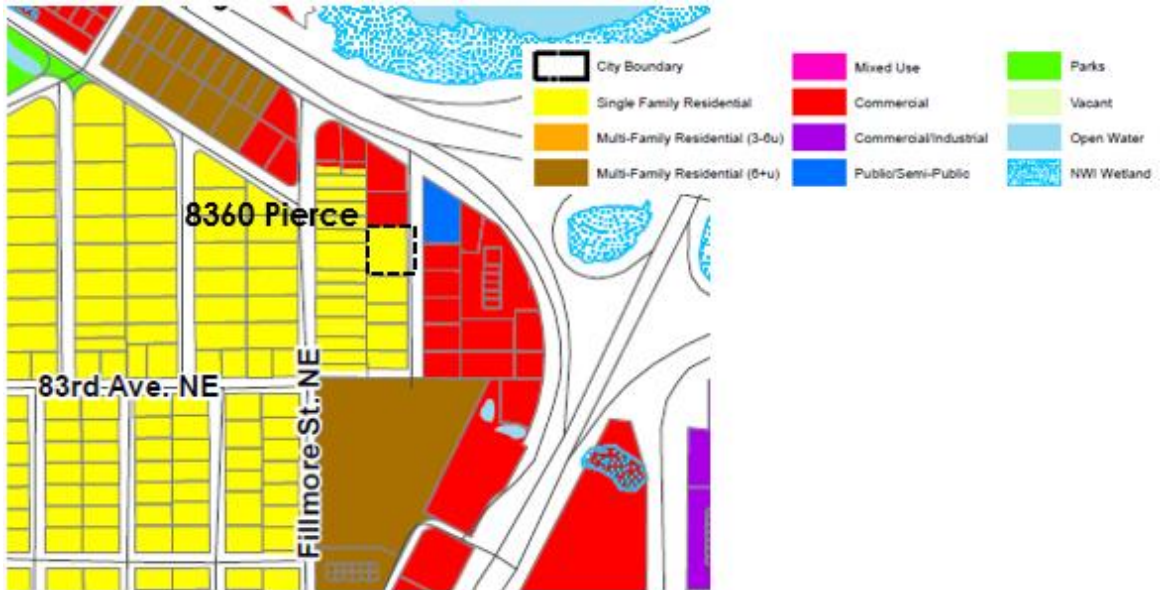 City Boundary
Single Family Residential
Multi-Family Residential (3-6u)
Multi-Family Residential (6+u)
Mixed Use
Commercial
Commercial/Industrial
Public/Semi-Public
Parks
Vacant
Open Water
NWI Wetland
8360 Pierce
83rd Ave. NE
Fillmore St. NE